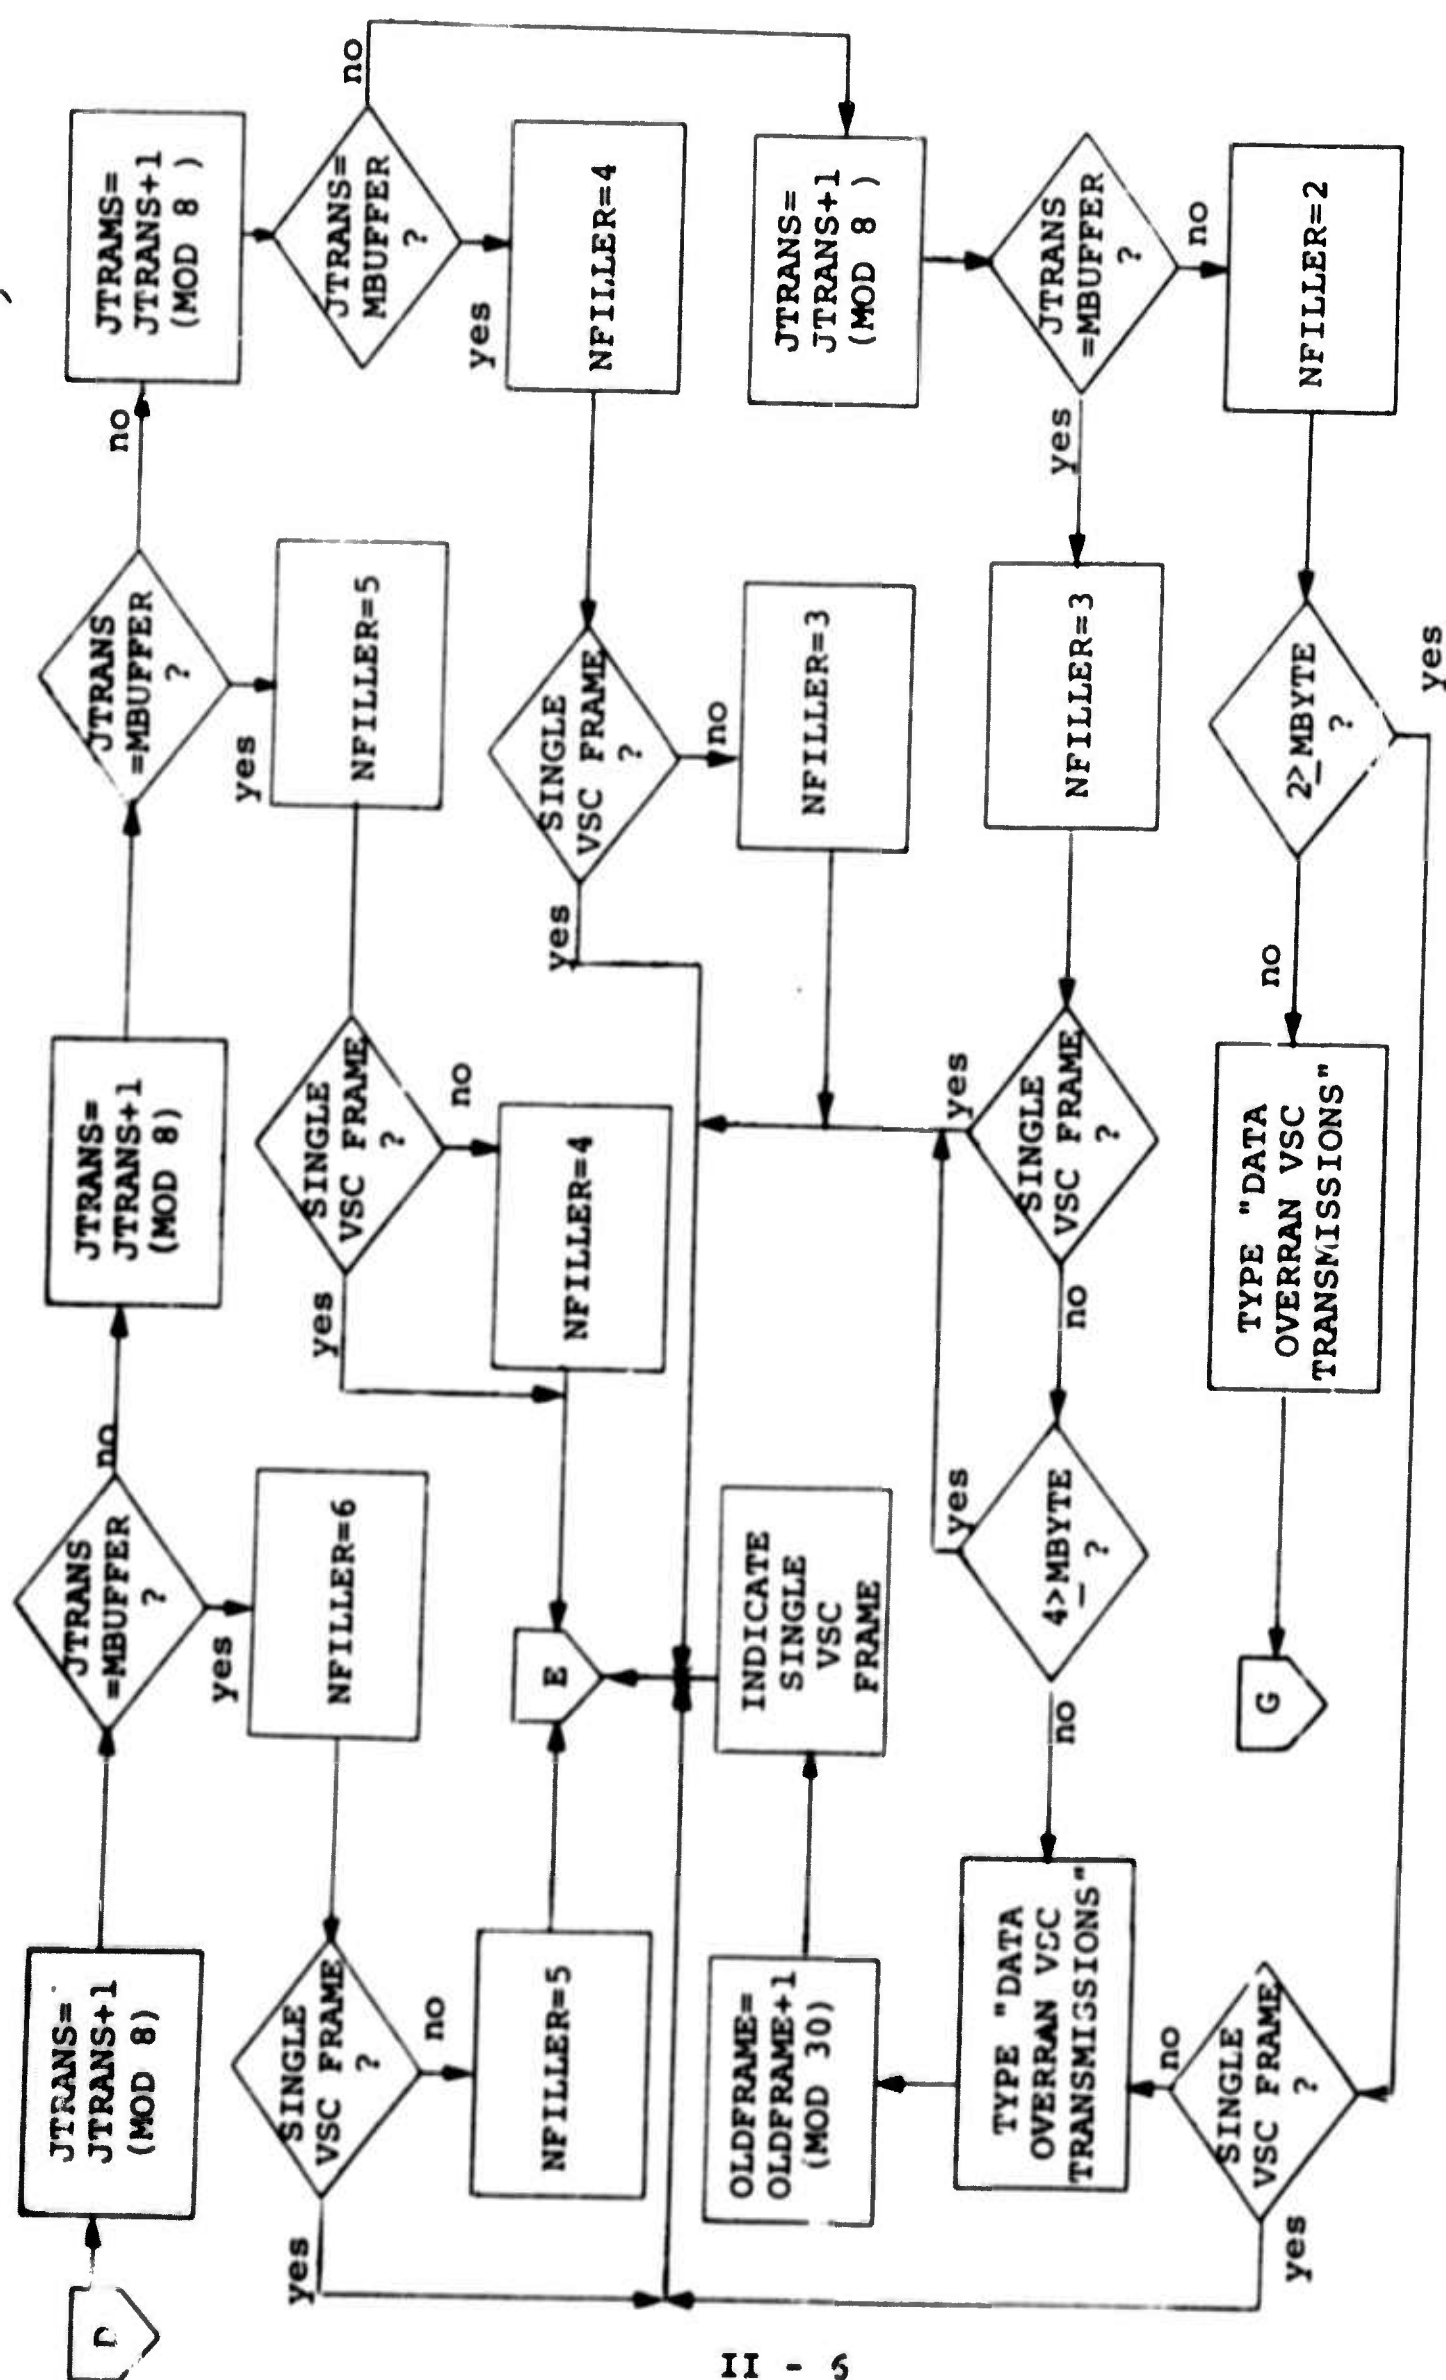 D
JTRANS=
JTRANS+1
(MOD 8)
JTRANS
=MBUFFER
?
no
yes
JTRANS=
JTRANS+1
(MOD 8)
JTRANS
=MBUFFER
?
no
yes
JTRAMS=
JTRANS+1
(MOD 8 )
JTRANS=
MBUFFER
?
no
yes
NFILLER=6
NFILLER=5
NFILLER=4
SINGLE
VSC FRAME
?
yes
no
NFILLER=5
SINGLE
VSC FRAME
?
yes
no
NFILLER=4
E
SINGLE
VSC FRAME
?
yes
no
NFILLER=3
JTRANS=
JTRANS+1
(MOD 8 )
JTRANS
=MBUFFER
?
yes
no
NFILLER=3
SINGLE
VSC FRAME
?
yes
no
4>MBYTE
?
yes
no
TYPE "DATA
OVERRAN VSC
TRANSMISSIONS"
OLDFRAME=
OLDFRAME+1
(MOD 30)
INDICATE
SINGLE
VSC
FRAME
NFILLER=2
2>MBYTE
?
yes
no
TYPE "DATA
OVERRAN VSC
TRANSMISSIONS"
G
SINGLE
VSC FRAME
?
no
yes
II - 5